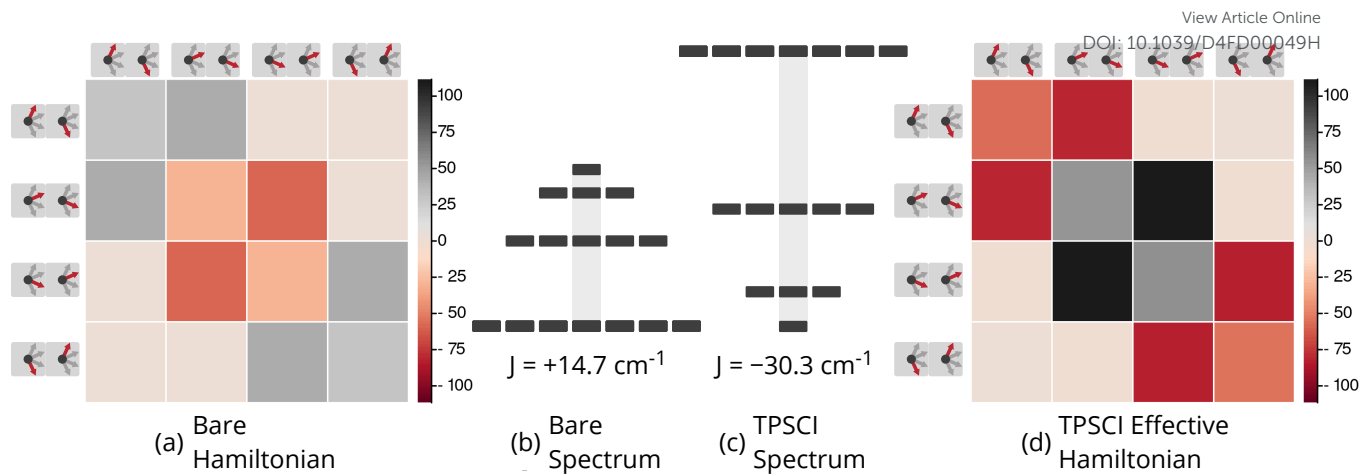 View Article Online
DOI: 10.1039/D4FD00049H
100
75
50
25
0
- 25
- 50
- 75
- 100
J = +14.7 cm⁻¹
J = −30.3 cm⁻¹
100
75
50
25
0
- 25
- 50
- 75
- 100
(a) Bare
Hamiltonian
(b) Bare
Spectrum
(c) TPSCI
Spectrum
(d) TPSCI Effective
Hamiltonian